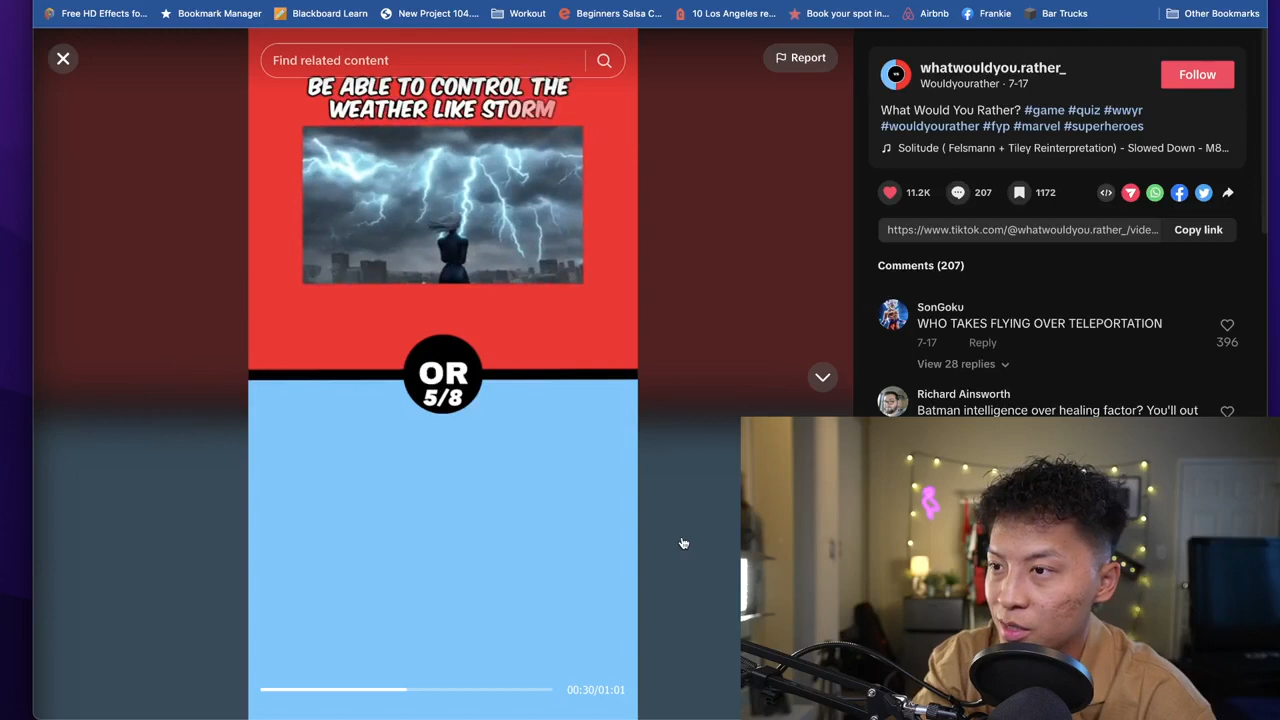 Free HD Effects fo...
Bookmark Manager
Blackboard Learn
New Project 104....
Workout
Beginners Salsa C...
10 Los Angeles re...
Book your spot in...
Airbnb
Frankie
Bar Trucks
Other Bookmarks
Find related content
Report
BE ABLE TO CONTROL THE
WEATHER LIKE STORM
OR
5/8
00:30/01:01
whatwouldyou.rather_
Wouldyourather · 7-17
Follow
What Would You Rather? #game #quiz #wwyr
#wouldyourather #fyp #marvel #superheroes
Solitude ( Felsmann + Tiley Reinterpretation) - Slowed Down - M8...
11.2K
207
1172
https://www.tiktok.com/@whatwouldyou.rather_/vide...
Copy link
Comments (207)
SonGoku
WHO TAKES FLYING OVER TELEPORTATION
7-17 Reply
396
View 28 replies
Richard Ainsworth
Batman intelligence over healing factor? You'll out